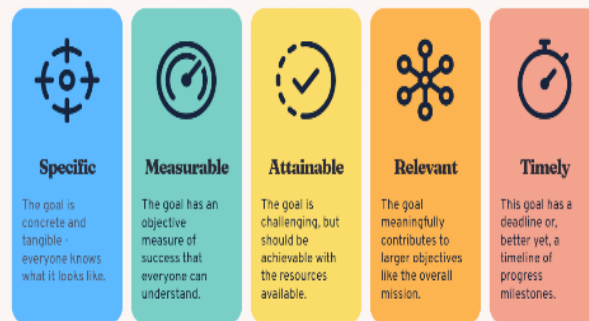 Specific
The goal is
concrete and
tangible -
everyone knows
what it looks like.
Measurable
The goal has an
objective
measure of
success that
everyone can
understand.
Attainable
The goal is
challenging, but
should be
achievable with
the resources
available.
Relevant
The goal
meaningfully
contributes to
larger objectives
like the overall
mission.
Timely
This goal has a
deadline or,
better yet, a
timeline of
progress
milestones.